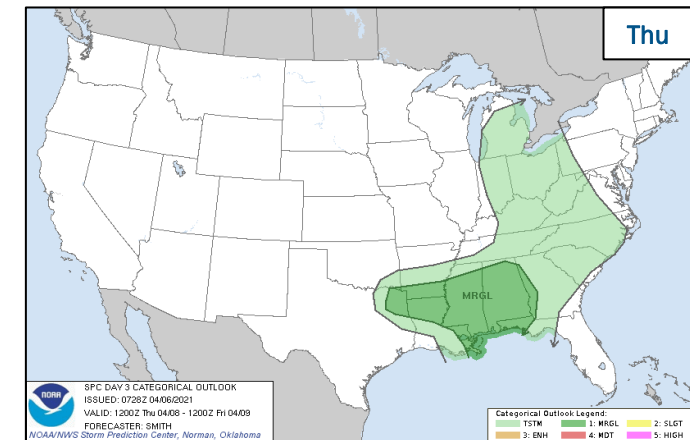 Thu
MRGL
NOAA
SPC DAY 3 CATEGORICAL OUTLOOK
ISSUED: 0728Z 04/06/2021
VALID: 1200Z Thu 04/08 - 1200Z Fri 04/09
FORECASTER: SMITH
NOAA/NWS Storm Prediction Center, Norman, Oklahoma
Categorical Outlook Legend:
TSTM 1: MRGL 2: SLGT
3: ENH 4: MDT 5: HIGH